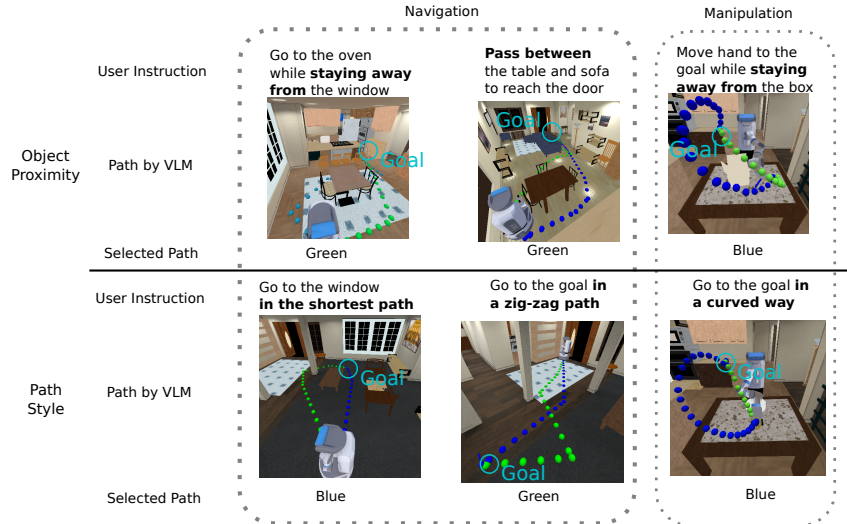 Navigation
Manipulation
User Instruction
Go to the oven
while staying away
from the window
Pass between
the table and sofa
to reach the door
Move hand to the
goal while staying
away from the box
Object
Proximity
Path by VLM
Goal
Goal
Goal
Selected Path
Green
Green
Blue
User Instruction
Go to the window
in the shortest path
Go to the goal in
a zig-zag path
Go to the goal in
a curved way
Path
Style
Path by VLM
Goal
Goal
Goal
Selected Path
Blue
Green
Blue